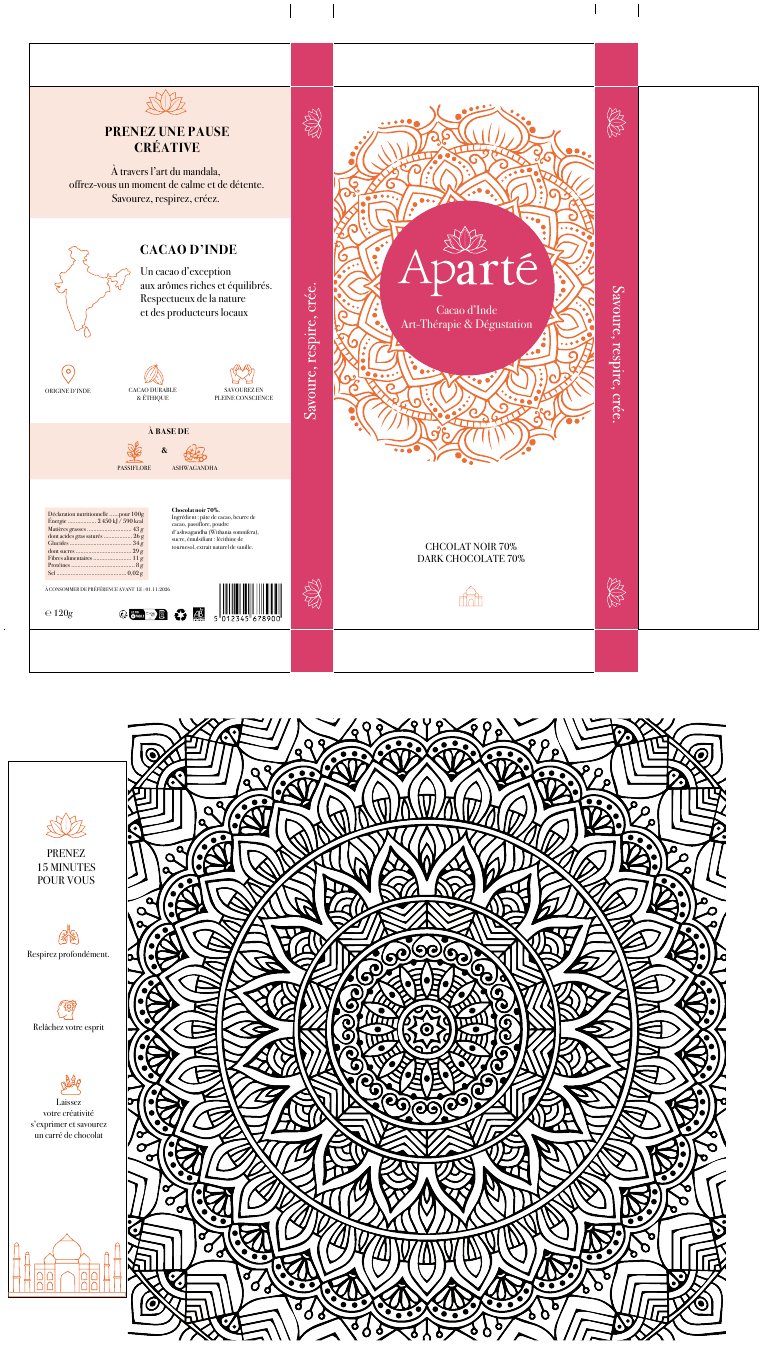 PRENEZ UNE PAUSE
CRÉATIVE
À travers l’art du mandala,
offrez-vous un moment de calme et de détente.
Savourez, respirez, créez.
CACAO D’INDE
Un cacao d’exception
aux arômes riches et équilibrés.
Respectueux de la nature
et des producteurs locaux
ORIGINE D’INDE
CACAO DURABLE
& ÉTHIQUE
SAVOUREZ EN
PLEINE CONSCIENCE
À BASE DE
&
PASSIFLORE
ASHWAGANDHA
Déclaration nutritionnelle ..... pour 100g
Énergie ................. 2 450 kJ / 590 kcal
Matières grasses ......................... 43 g
dont acides gras saturés ............... 26 g
Glucides ..................................... 34 g
dont sucres ................................ 29 g
Fibres alimentaires ...................... 11 g
Protéines ..................................... 8 g
Sel .......................................... 0,02 g
Chocolat noir 70%.
Ingrédient : pâte de cacao, beurre de
cacao, passiflore, poudre
d’ashwagandha (Withania somnifera),
sucre, émulsifiant : lécithine de
tournesol, extrait naturel de vanille.
A CONSOMMER DE PRÉFÉRENCE AVANT LE : 01.11.2026
℮ 120g
AB
5 012345 678900
Savoure, respire, crée.
Aparté
Cacao d’Inde
Art-Thérapie & Dégustation
CHCOLAT NOIR 70%
DARK CHOCOLATE 70%
Savoure, respire, crée.
PRENEZ
15 MINUTES
POUR VOUS
Respirez profondément.
Relâchez votre esprit
Laissez
votre créativité
s’exprimer et savourez
un carré de chocolat